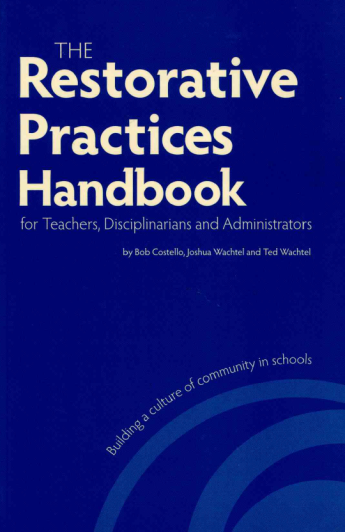 THE
Restorative
Practices
Handbook
for Teachers, Disciplinarians and Administrators
by Bob Costello, Joshua Wachtel and Ted Wachtel
Building a culture of community in schools